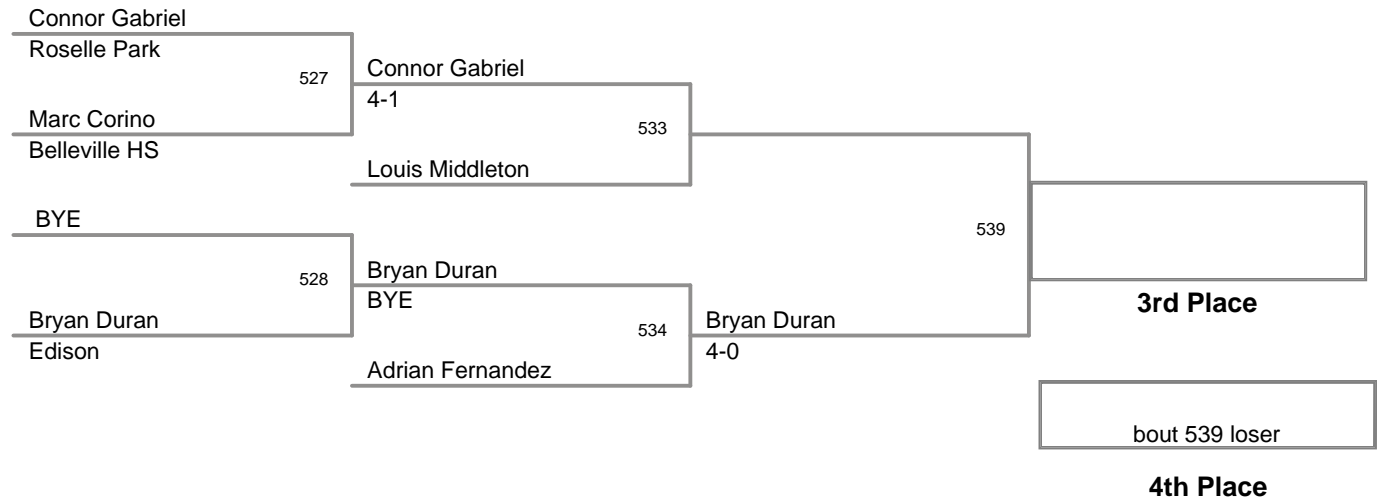 Connor Gabriel
Roselle Park
527
Connor Gabriel
4-1
Marc Corino
Belleville HS
533
Louis Middleton
BYE
539
528
Bryan Duran
BYE
3rd Place
Bryan Duran
Edison
534
Bryan Duran
4-0
Adrian Fernandez
bout 539 loser
4th Place